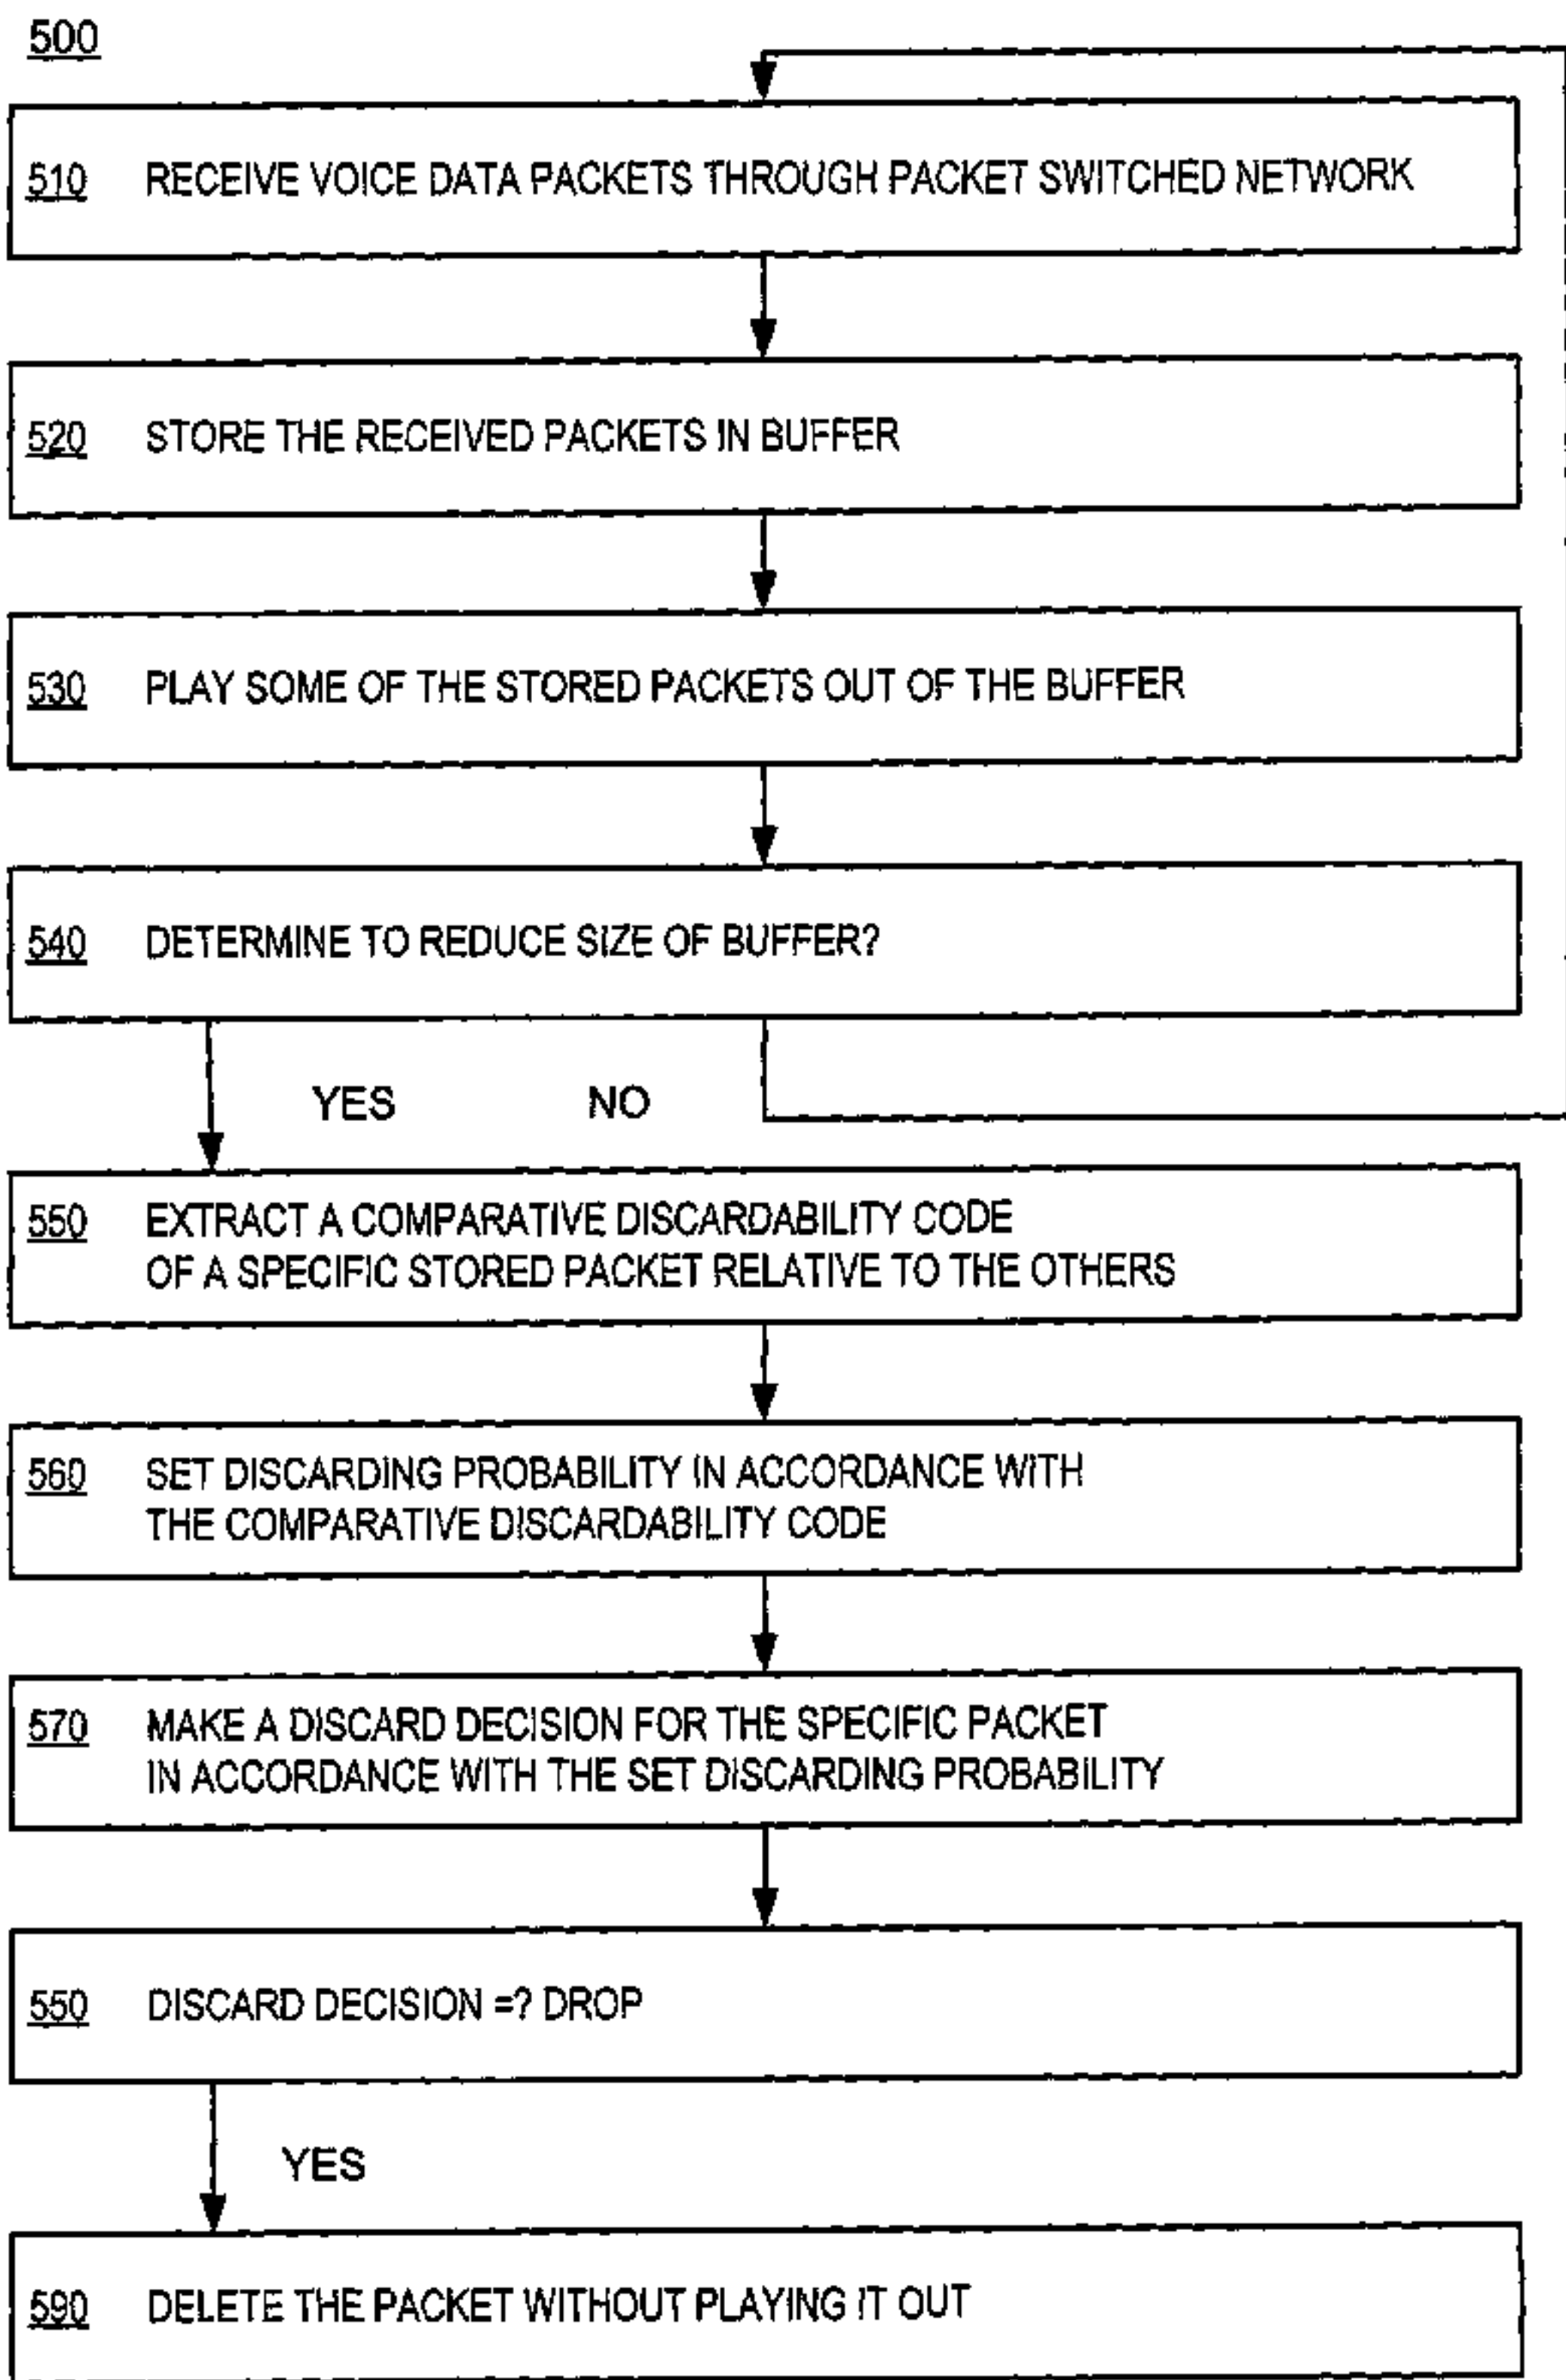 500
510 RECEIVE VOICE DATA PACKETS THROUGH PACKET SWITCHED NETWORK
520 STORE THE RECEIVED PACKETS IN BUFFER
530 PLAY SOME OF THE STORED PACKETS OUT OF THE BUFFER
540 DETERMINE TO REDUCE SIZE OF BUFFER?
YES NO
550 EXTRACT A COMPARATIVE DISCARDABILITY CODE
OF A SPECIFIC STORED PACKET RELATIVE TO THE OTHERS
560 SET DISCARDING PROBABILITY IN ACCORDANCE WITH
THE COMPARATIVE DISCARDABILITY CODE
570 MAKE A DISCARD DECISION FOR THE SPECIFIC PACKET
IN ACCORDANCE WITH THE SET DISCARDING PROBABILITY
550 DISCARD DECISION =? DROP
YES
590 DELETE THE PACKET WITHOUT PLAYING IT OUT